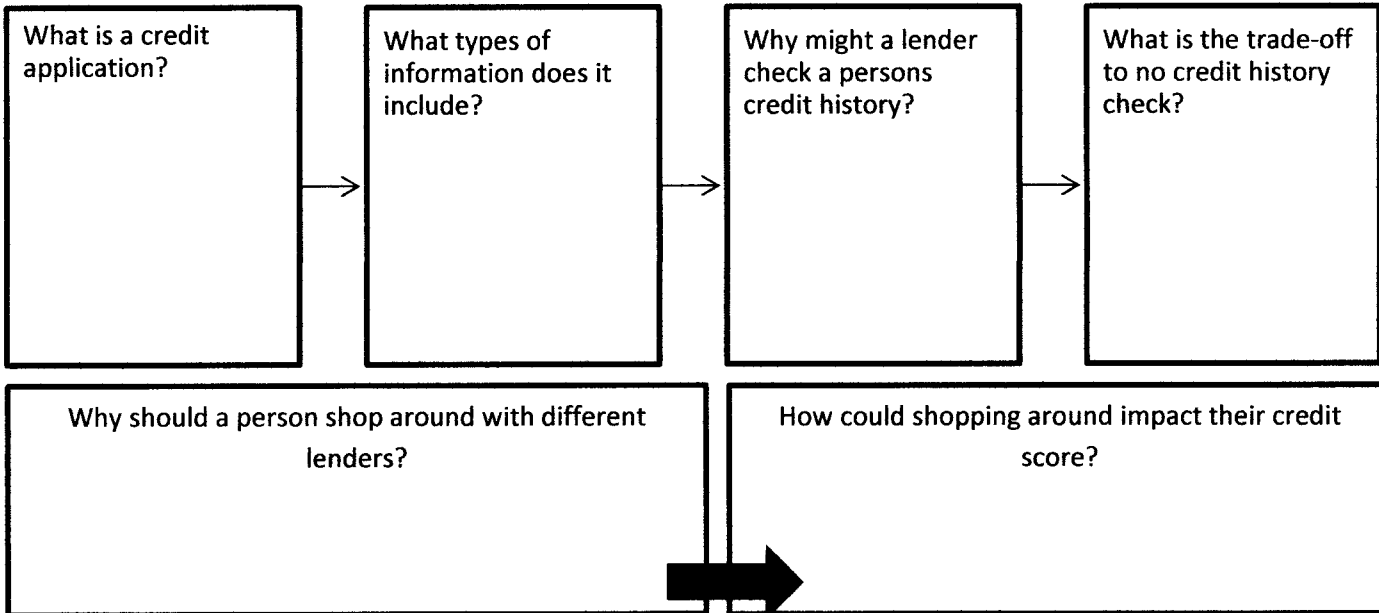 What is a credit
application?
What types of
information does it
include?
Why might a lender
check a persons
credit history?
What is the trade-off
to no credit history
check?
Why should a person shop around with different
lenders?
How could shopping around impact their credit
score?